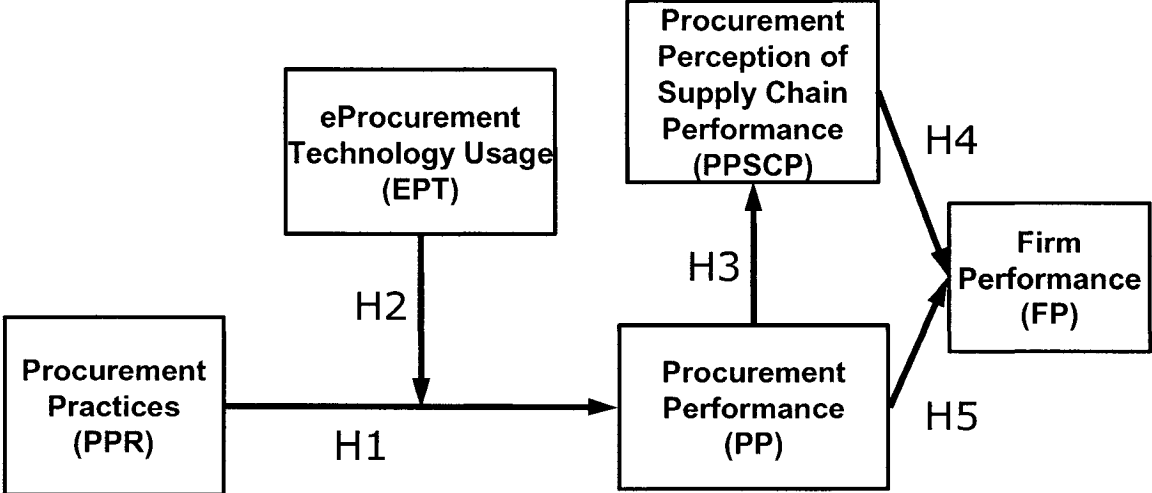 Procurement
Perception of
Supply Chain
Performance
(PPSCP)
eProcurement
Technology Usage
(EPT)
H4
Firm
Performance
(FP)
H3
H2
Procurement
Practices
(PPR)
Procurement
Performance
(PP)
H5
H1